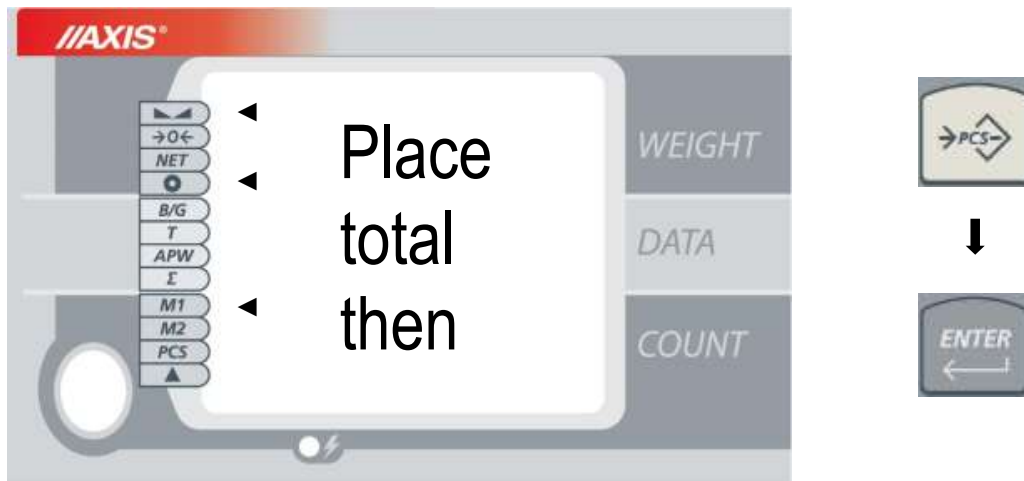 //AXIS®
→0←
NET
B/G
T
APW
Σ
M1
M2
PCS
Place
total
then
WEIGHT
DATA
COUNT
→PCS→
ENTER